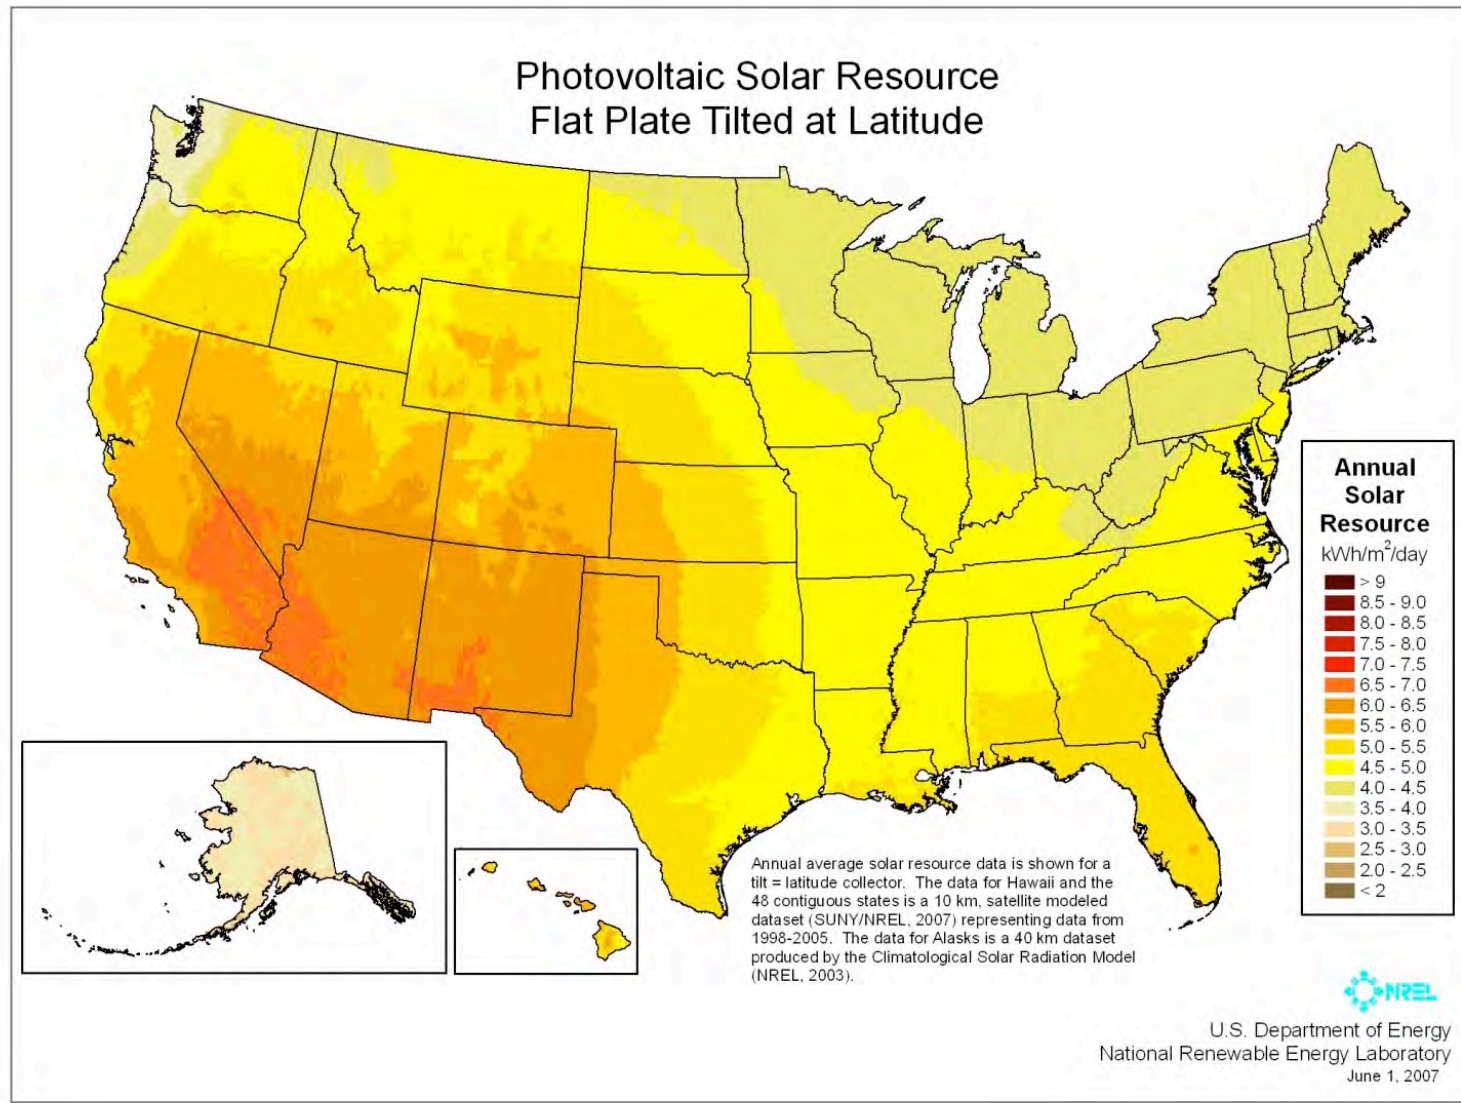 Photovoltaic Solar Resource
Flat Plate Tilted at Latitude
Annual
Solar
Resource
kWh/m²/day
> 9
8.5 - 9.0
8.0 - 8.5
7.5 - 8.0
7.0 - 7.5
6.5 - 7.0
6.0 - 6.5
5.5 - 6.0
5.0 - 5.5
4.5 - 5.0
4.0 - 4.5
3.5 - 4.0
3.0 - 3.5
2.5 - 3.0
2.0 - 2.5
< 2
Annual average solar resource data is shown for a
tilt = latitude collector. The data for Hawaii and the
48 contiguous states is a 10 km, satellite modeled
dataset (SUNY/NREL, 2007) representing data from
1998-2005. The data for Alasks is a 40 km dataset
produced by the Climatological Solar Radiation Model
(NREL, 2003).
NREL
U.S. Department of Energy
National Renewable Energy Laboratory
June 1, 2007